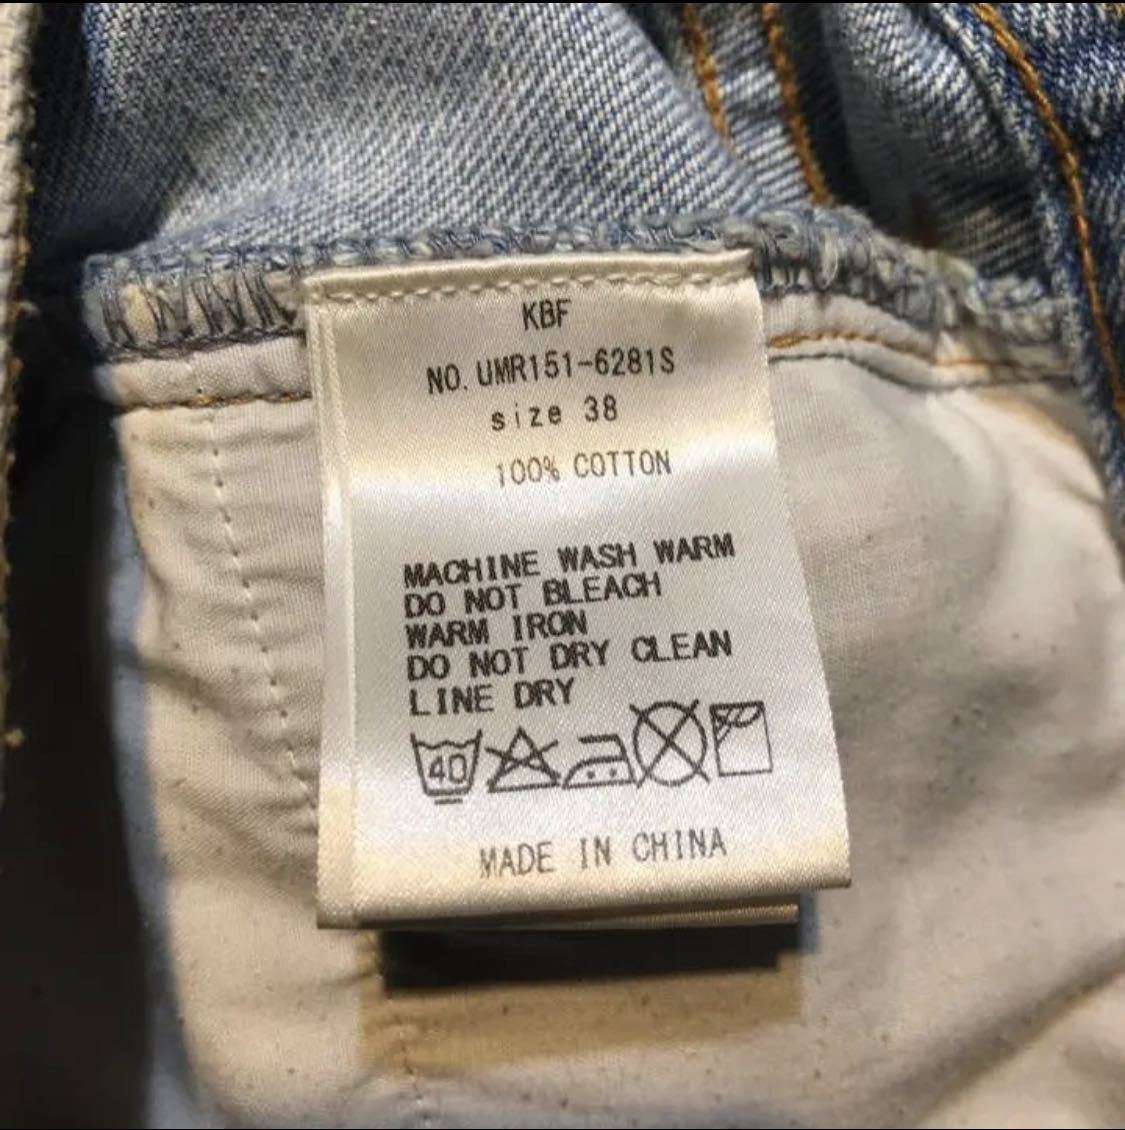 KBF
NO. UMR151-6281S
size 38
100% COTTON
MACHINE WASH WARM
DO NOT BLEACH
WARM IRON
DO NOT DRY CLEAN
LINE DRY
40
MADE IN CHINA